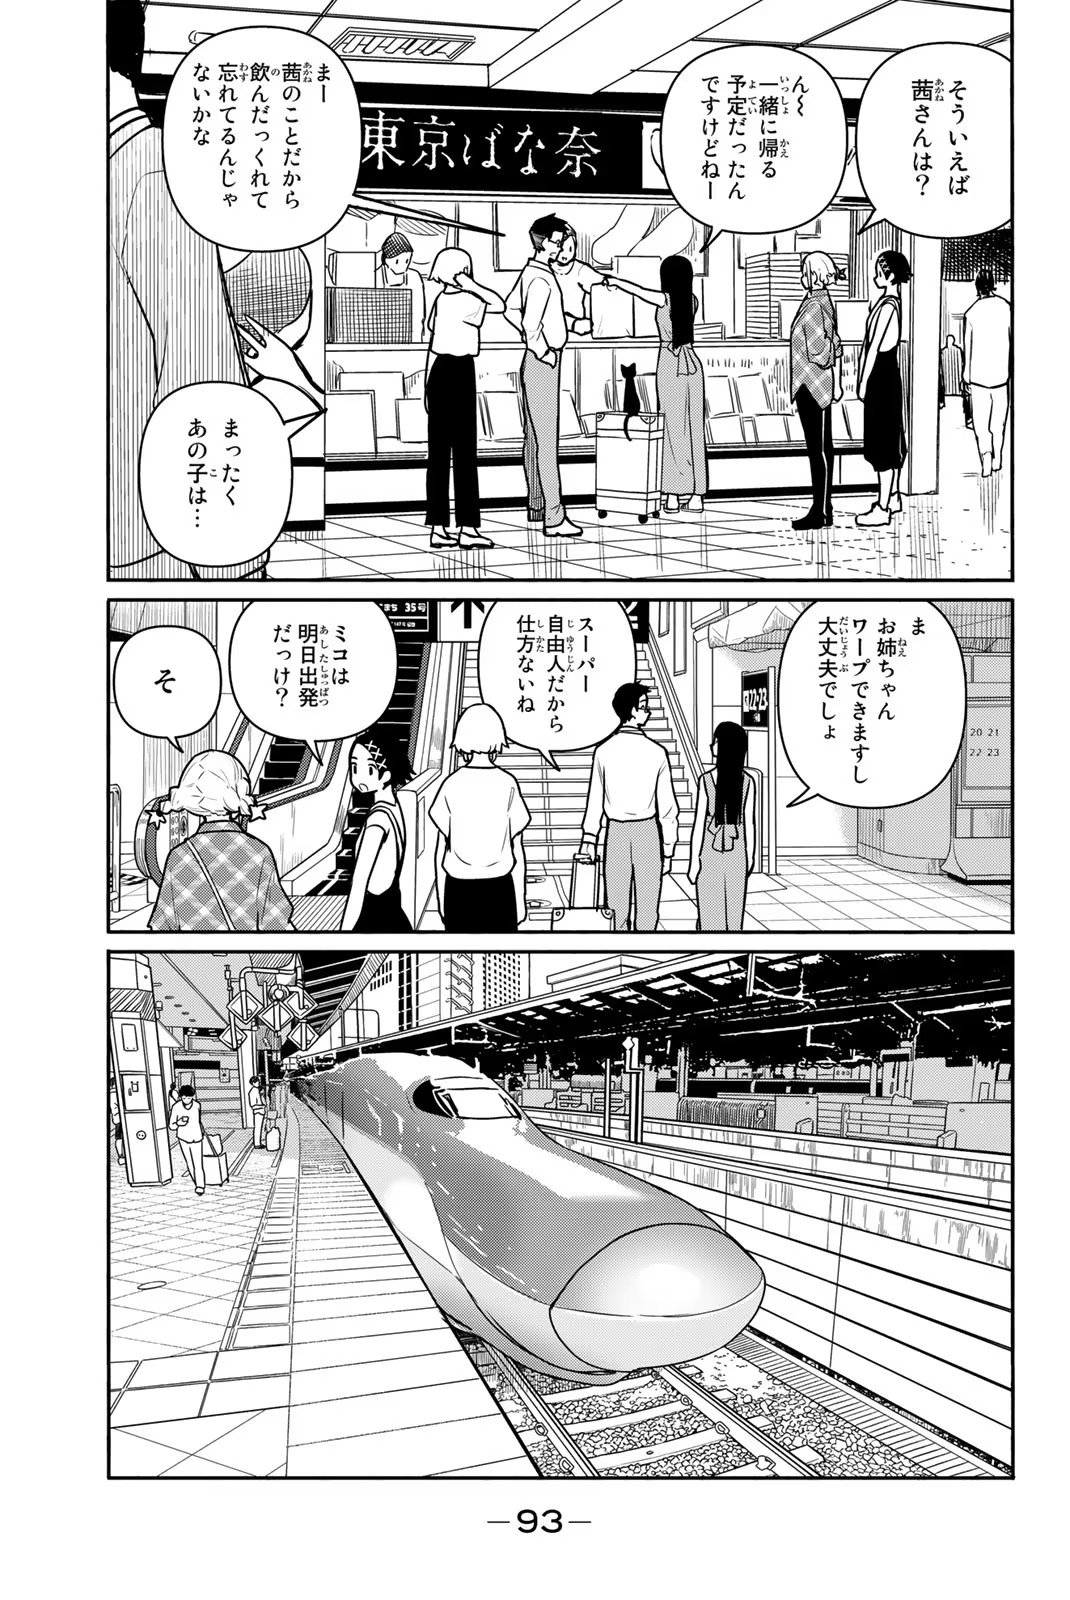 そういえば
茜さんは？
ん〜
一緒に帰る
予定だったん
ですけどねー
東京ばな奈
まー
茜のことだから
飲んだっくれて
忘れてるんじゃ
ないかな
まったく
あの子は…
ま
お姉ちゃん
ワープできますし
大丈夫でしょ
20 21
22 23
22-23
スーパー
自由人だから
仕方ないね
こまち 35号
ミコは
明日出発
だっけ？
そ
—93—